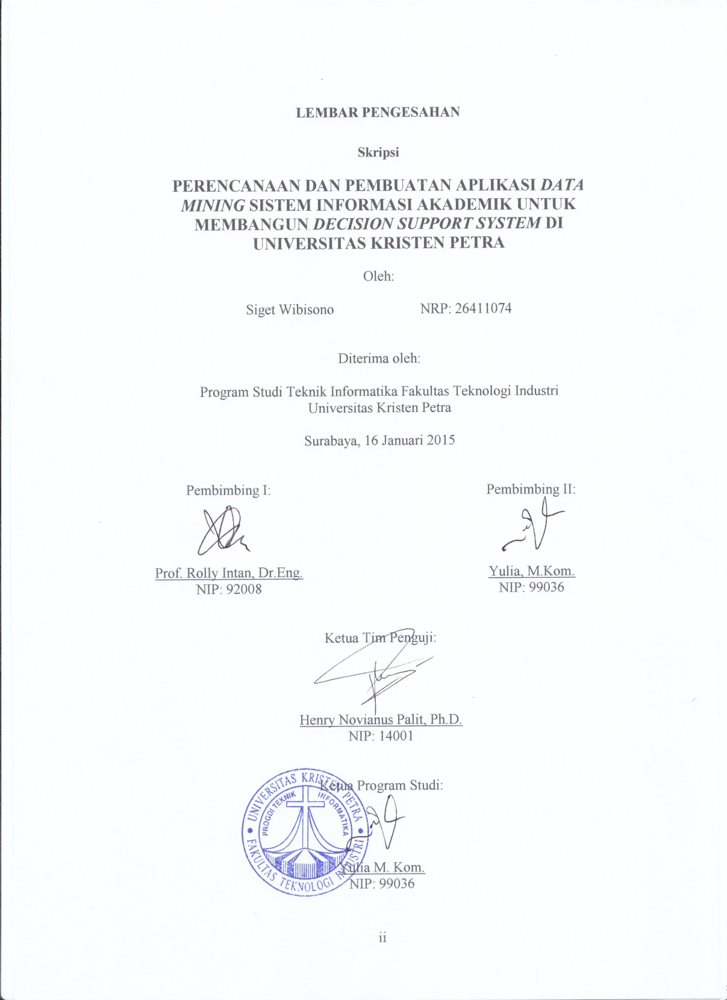 LEMBAR PENGESAHAN
Skripsi
PERENCANAAN DAN PEMBUATAN APLIKASI DATA
MINING SISTEM INFORMASI AKADEMIK UNTUK
MEMBANGUN DECISION SUPPORT SYSTEM DI
UNIVERSITAS KRISTEN PETRA
Oleh:
Siget Wibisono NRP: 26411074
Diterima oleh:
Program Studi Teknik Informatika Fakultas Teknologi Industri
Universitas Kristen Petra
Surabaya, 16 Januari 2015
Pembimbing I: Pembimbing II:
Prof. Rolly Intan, Dr.Eng. Yulia, M.Kom.
NIP: 92008 NIP: 99036
Ketua Tim Penguji:
Henry Novianus Palit, Ph.D.
NIP: 14001
UNIVERSITAS KRISTEN PETRA
PROGDI TEKNIK INFORMATIKA
FAKULTAS TEKNOLOGI INDUSTRI
Ketua Program Studi:
Yulia M. Kom.
NIP: 99036
ii